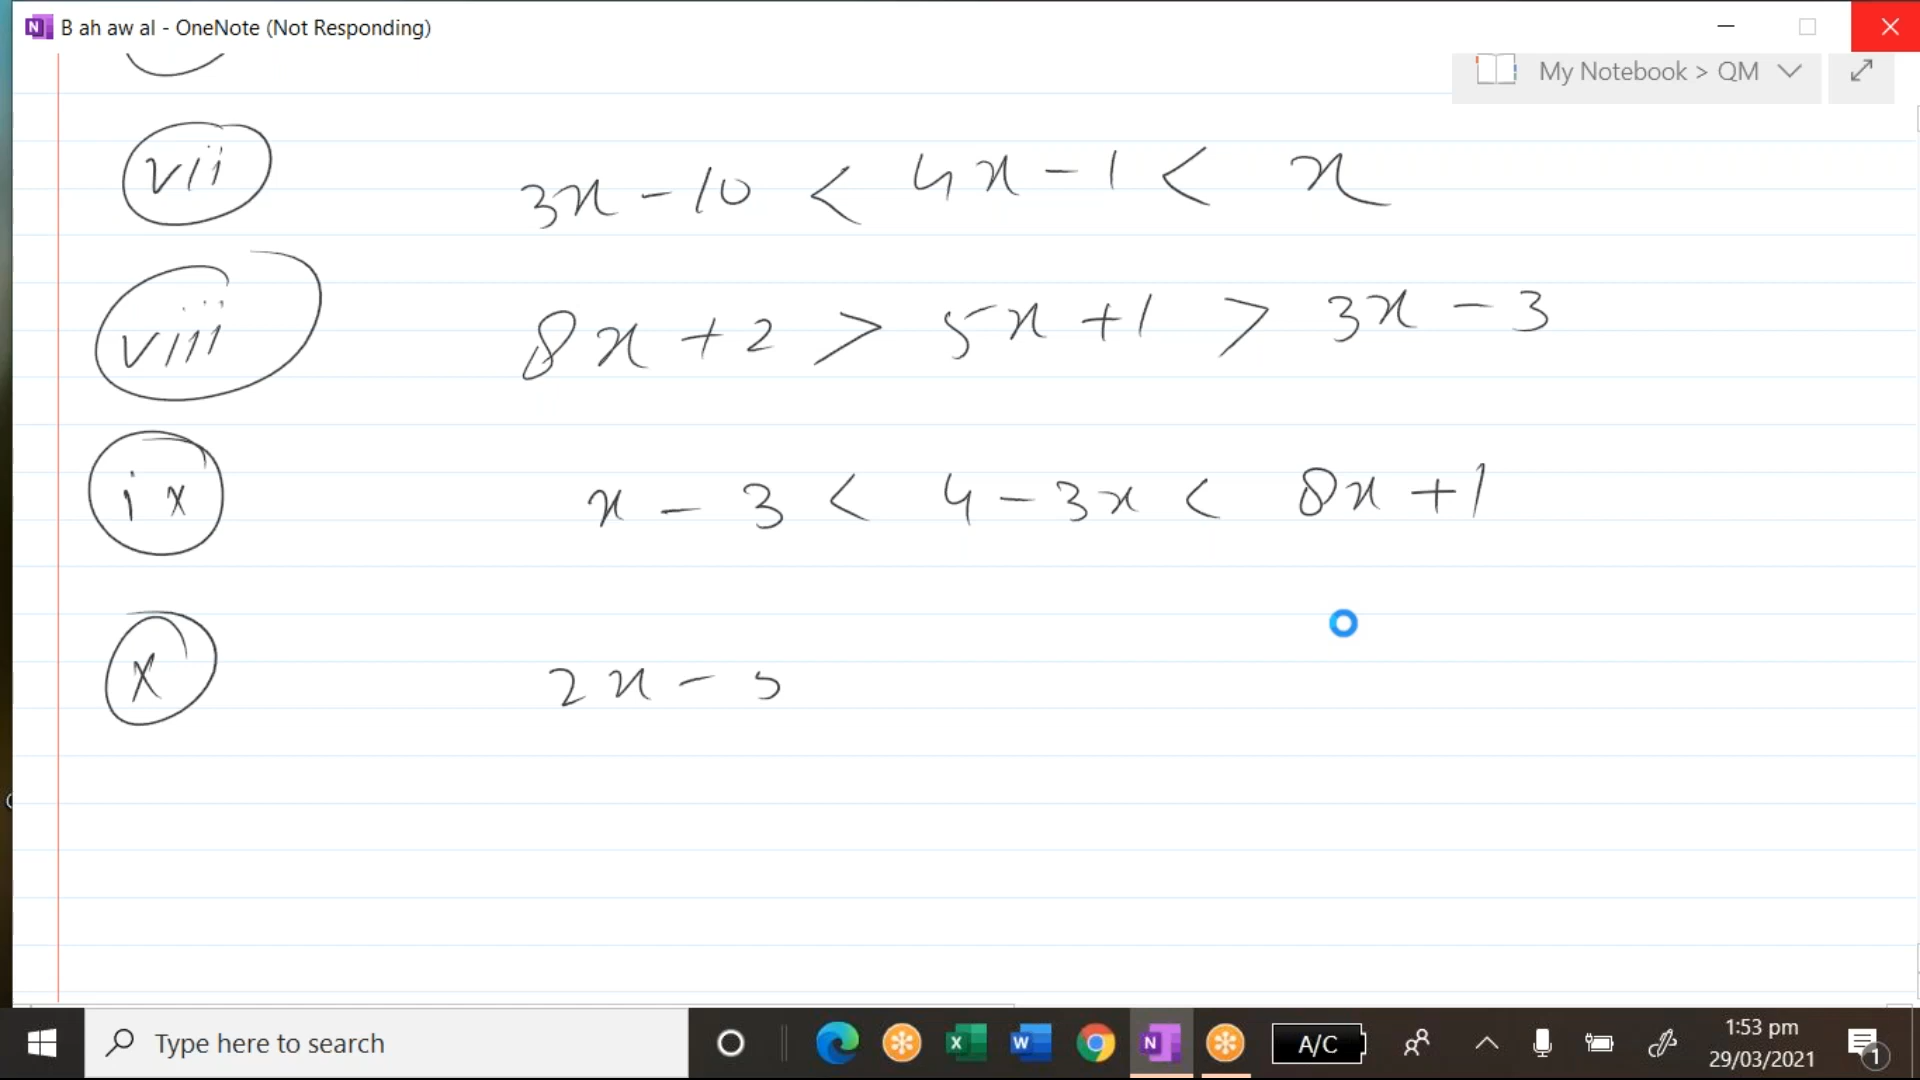 B ah aw al - OneNote (Not Responding)
My Notebook > QM
vii 3x - 10 < 4x - 1 < x
viii 8x + 2 > 5x + 1 > 3x - 3
ix x - 3 < 4 - 3x < 8x + 1
x 2x - 5
Type here to search
A/C
1:53 pm
29/03/2021
1